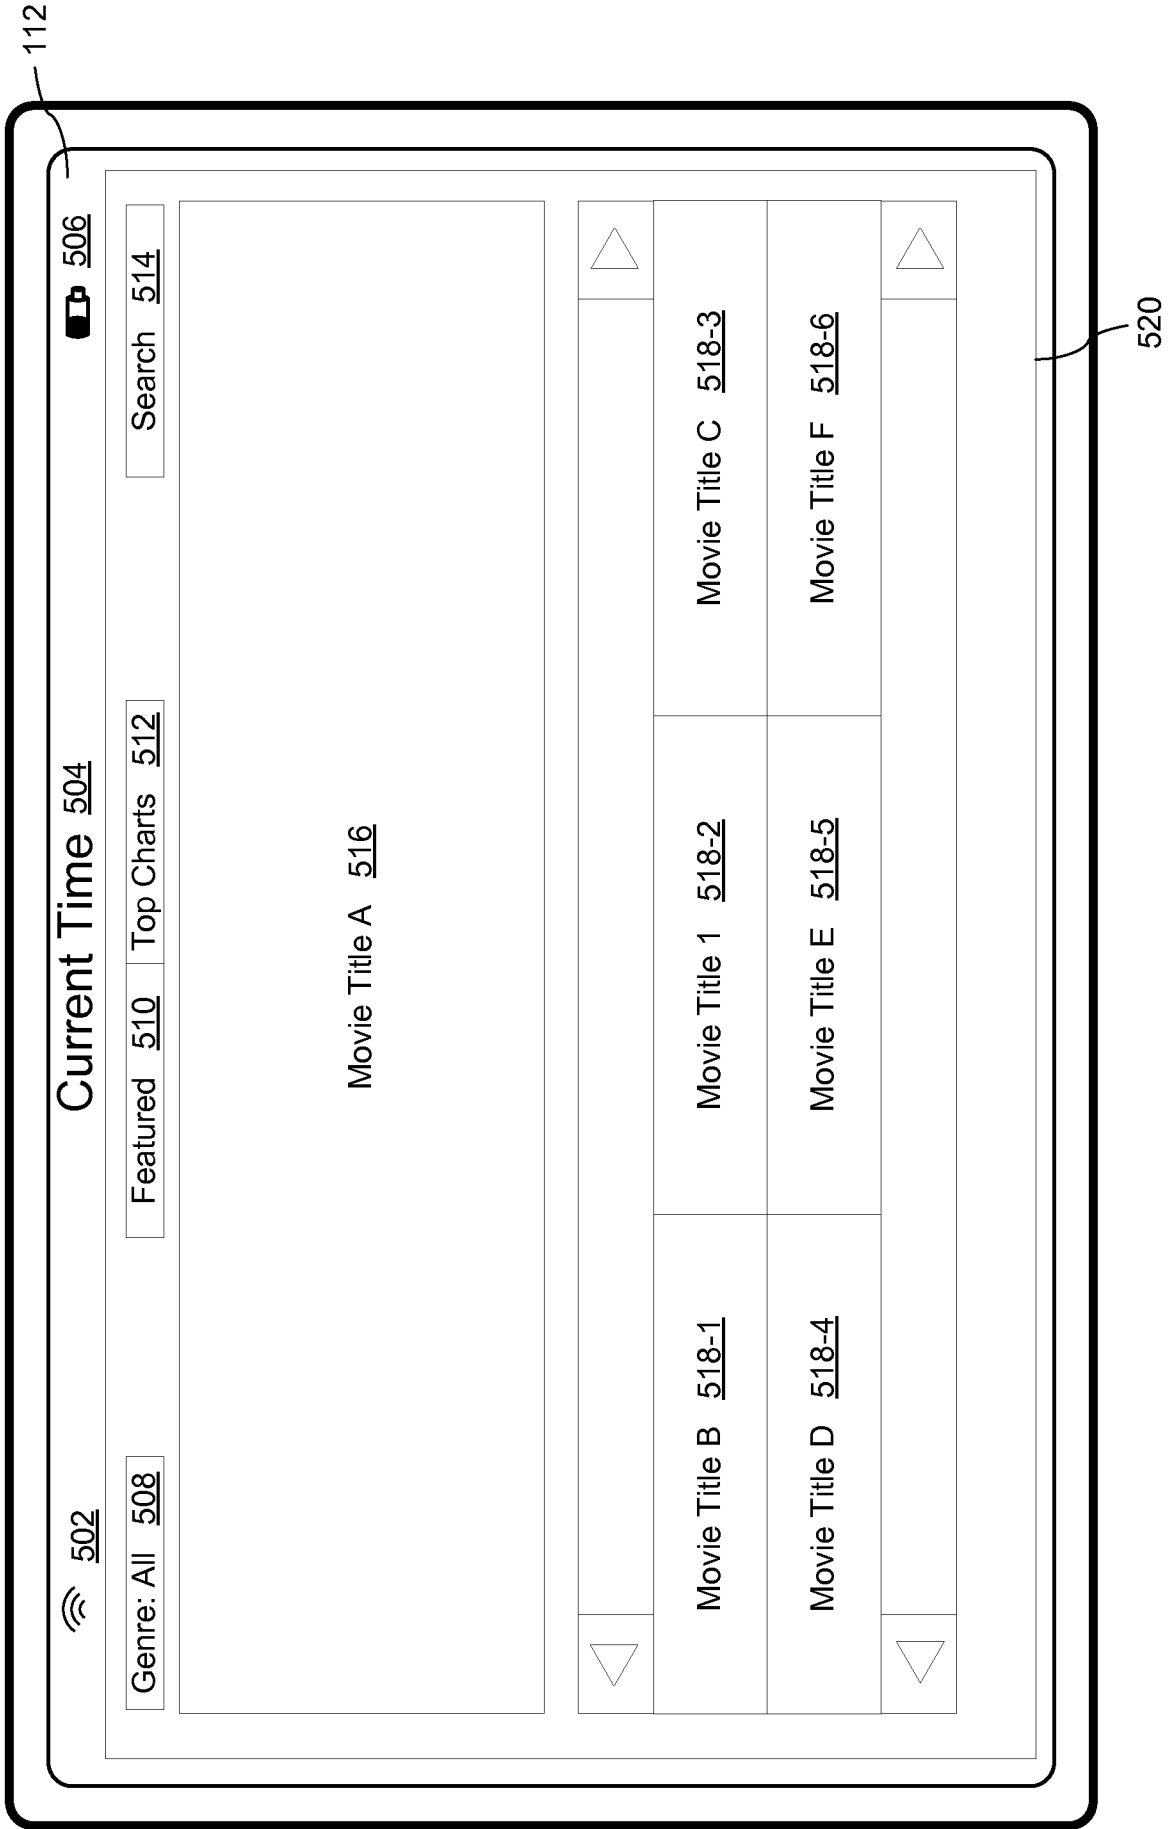 112
502
Current Time 504
506
Genre: All 508
Featured 510
Top Charts 512
Search 514
Movie Title A 516
Movie Title B 518-1
Movie Title 1 518-2
Movie Title C 518-3
Movie Title D 518-4
Movie Title E 518-5
Movie Title F 518-6
520